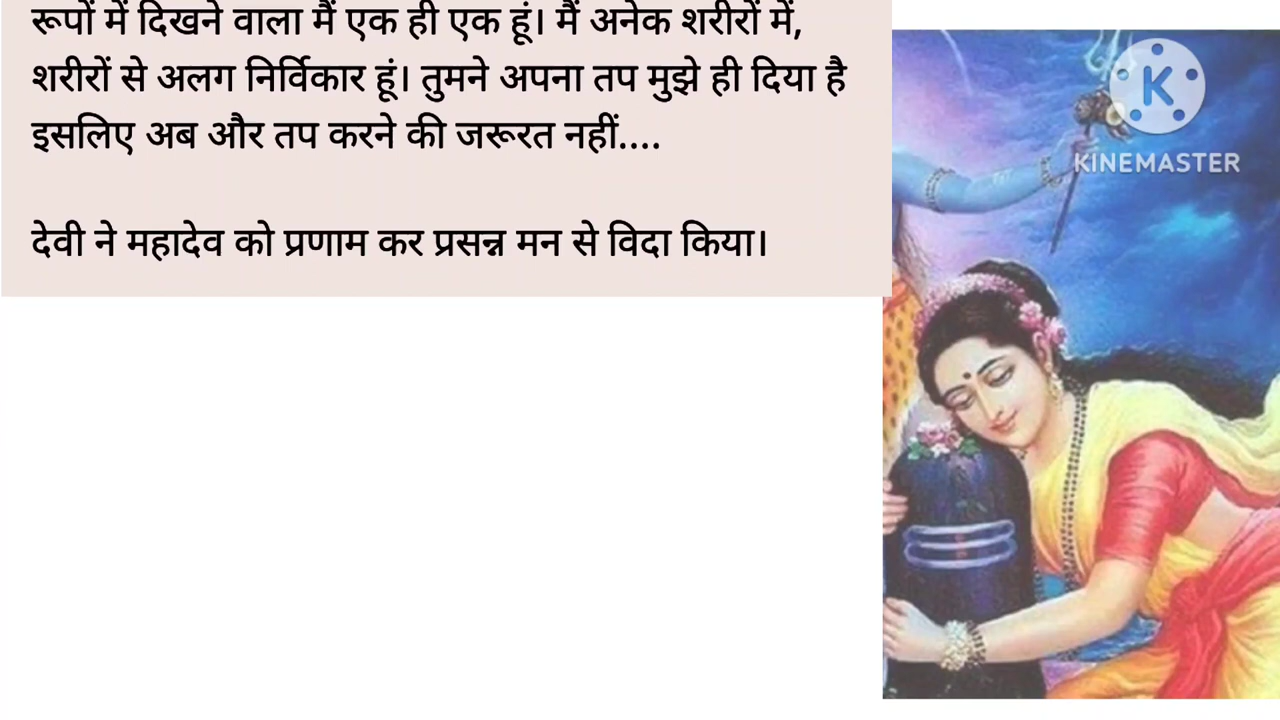 रूपों में दिखने वाला मैं एक ही एक हूं। मैं अनेक शरीरों में,
शरीरों से अलग निर्विकार हूं। तुमने अपना तप मुझे ही दिया है
इसलिए अब और तप करने की जरूरत नहीं....
देवी ने महादेव को प्रणाम कर प्रसन्न मन से विदा किया।
K
KINEMASTER